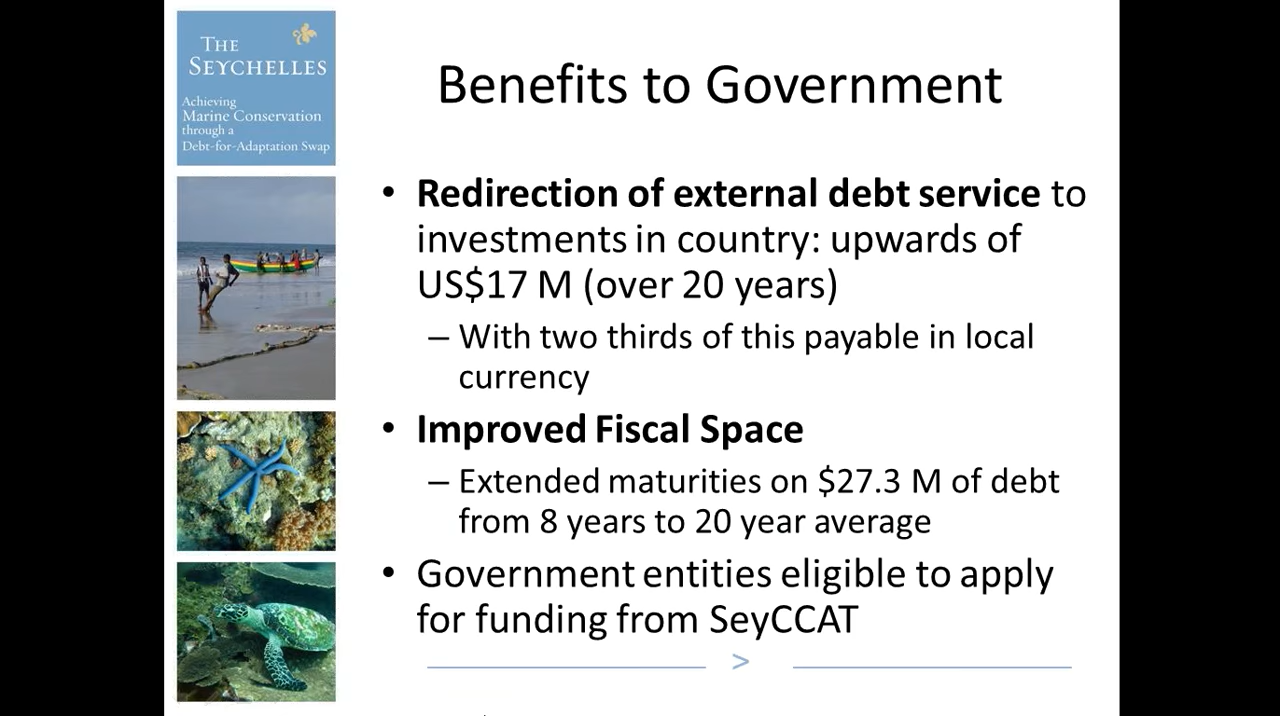 THE
SEYCHELLES
Achieving
Marine Conservation
through a
Debt-for-Adaptation Swap
Benefits to Government
• Redirection of external debt service to
investments in country: upwards of
US$17 M (over 20 years)
– With two thirds of this payable in local
currency
• Improved Fiscal Space
– Extended maturities on $27.3 M of debt
from 8 years to 20 year average
• Government entities eligible to apply
for funding from SeyCCAT
>